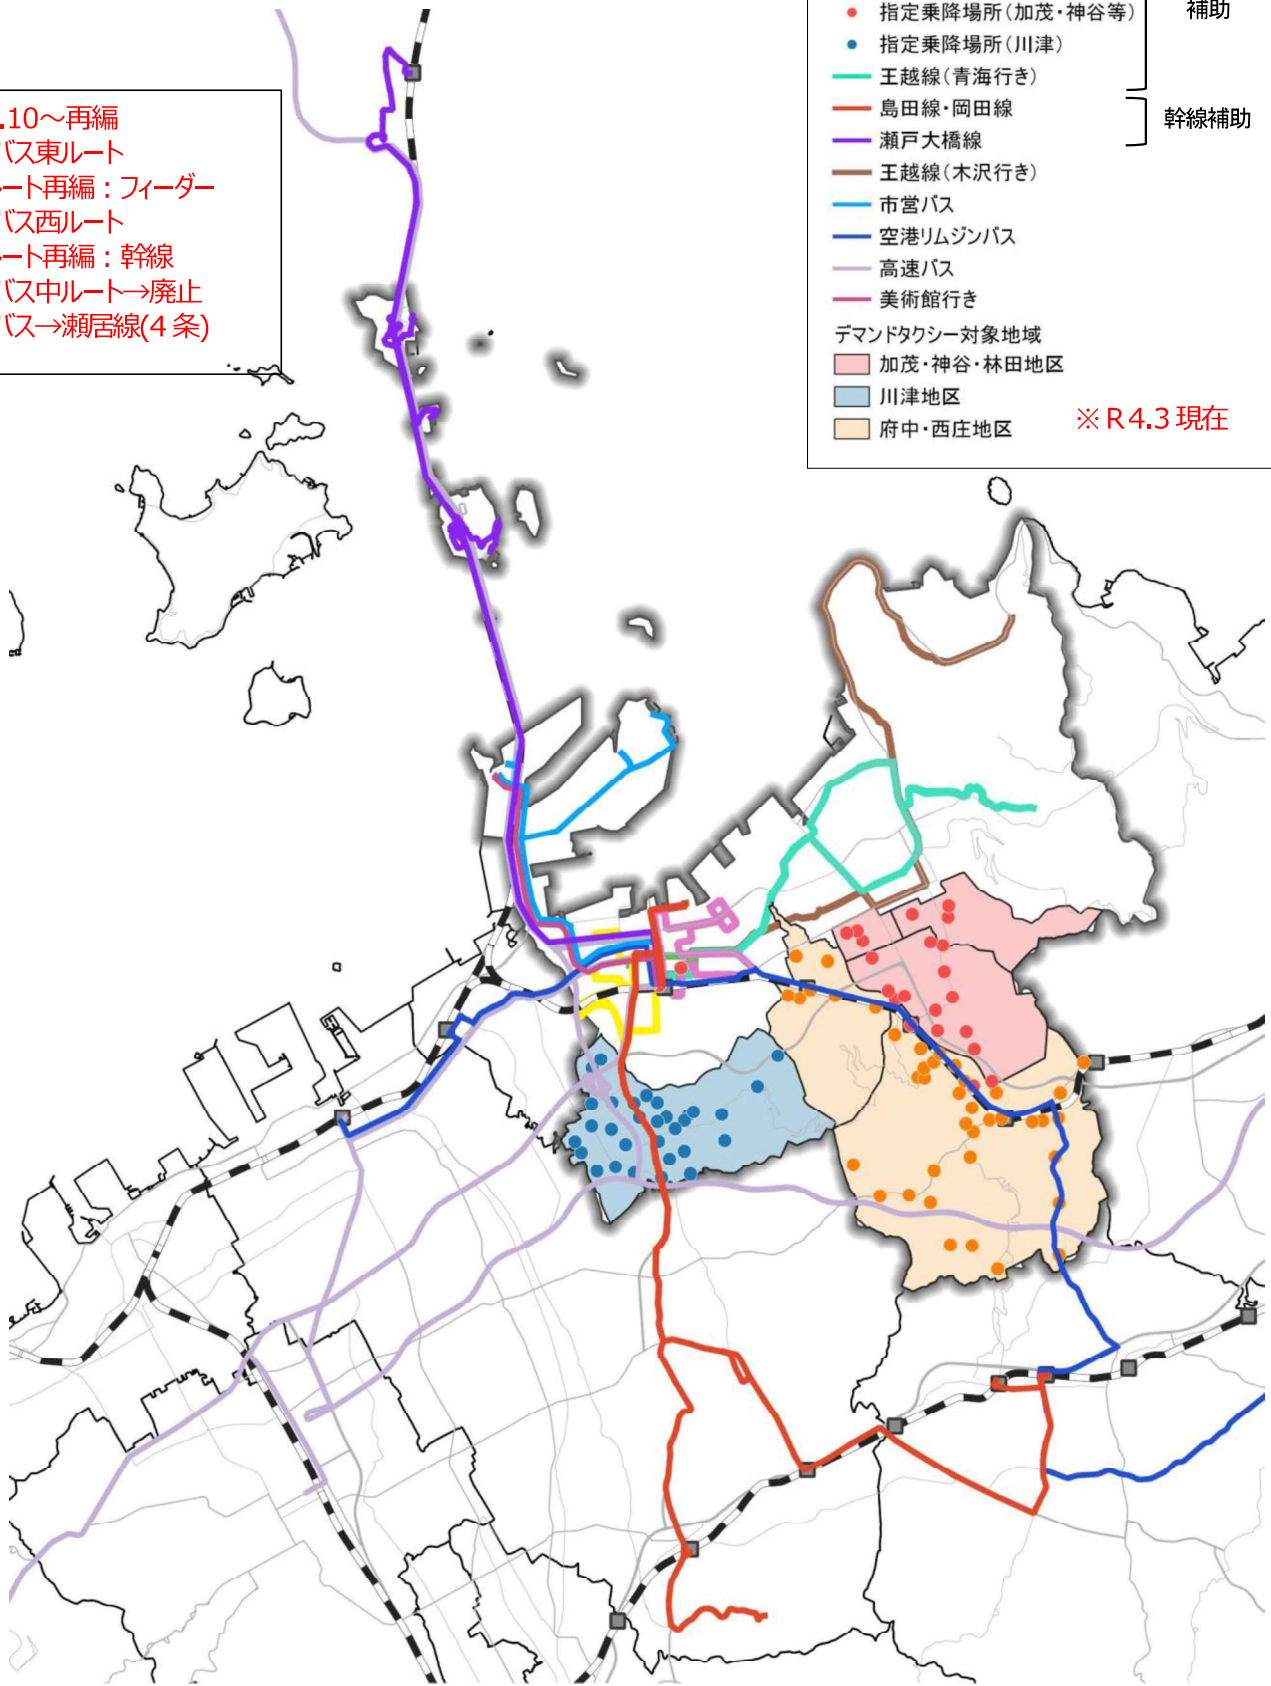 .10～再編
バス東ルート
ート再編：フィーダー
バス西ルート
ート再編：幹線
バス中ルート→廃止
バス→瀬居線(4条)
指定乗降場所(加茂・神谷等)
補助
指定乗降場所(川津)
王越線(青海行き)
島田線・岡田線
幹線補助
瀬戸大橋線
王越線(木沢行き)
市営バス
空港リムジンバス
高速バス
美術館行き
デマンドタクシー対象地域
加茂・神谷・林田地区
川津地区
府中・西庄地区
※R4.3現在